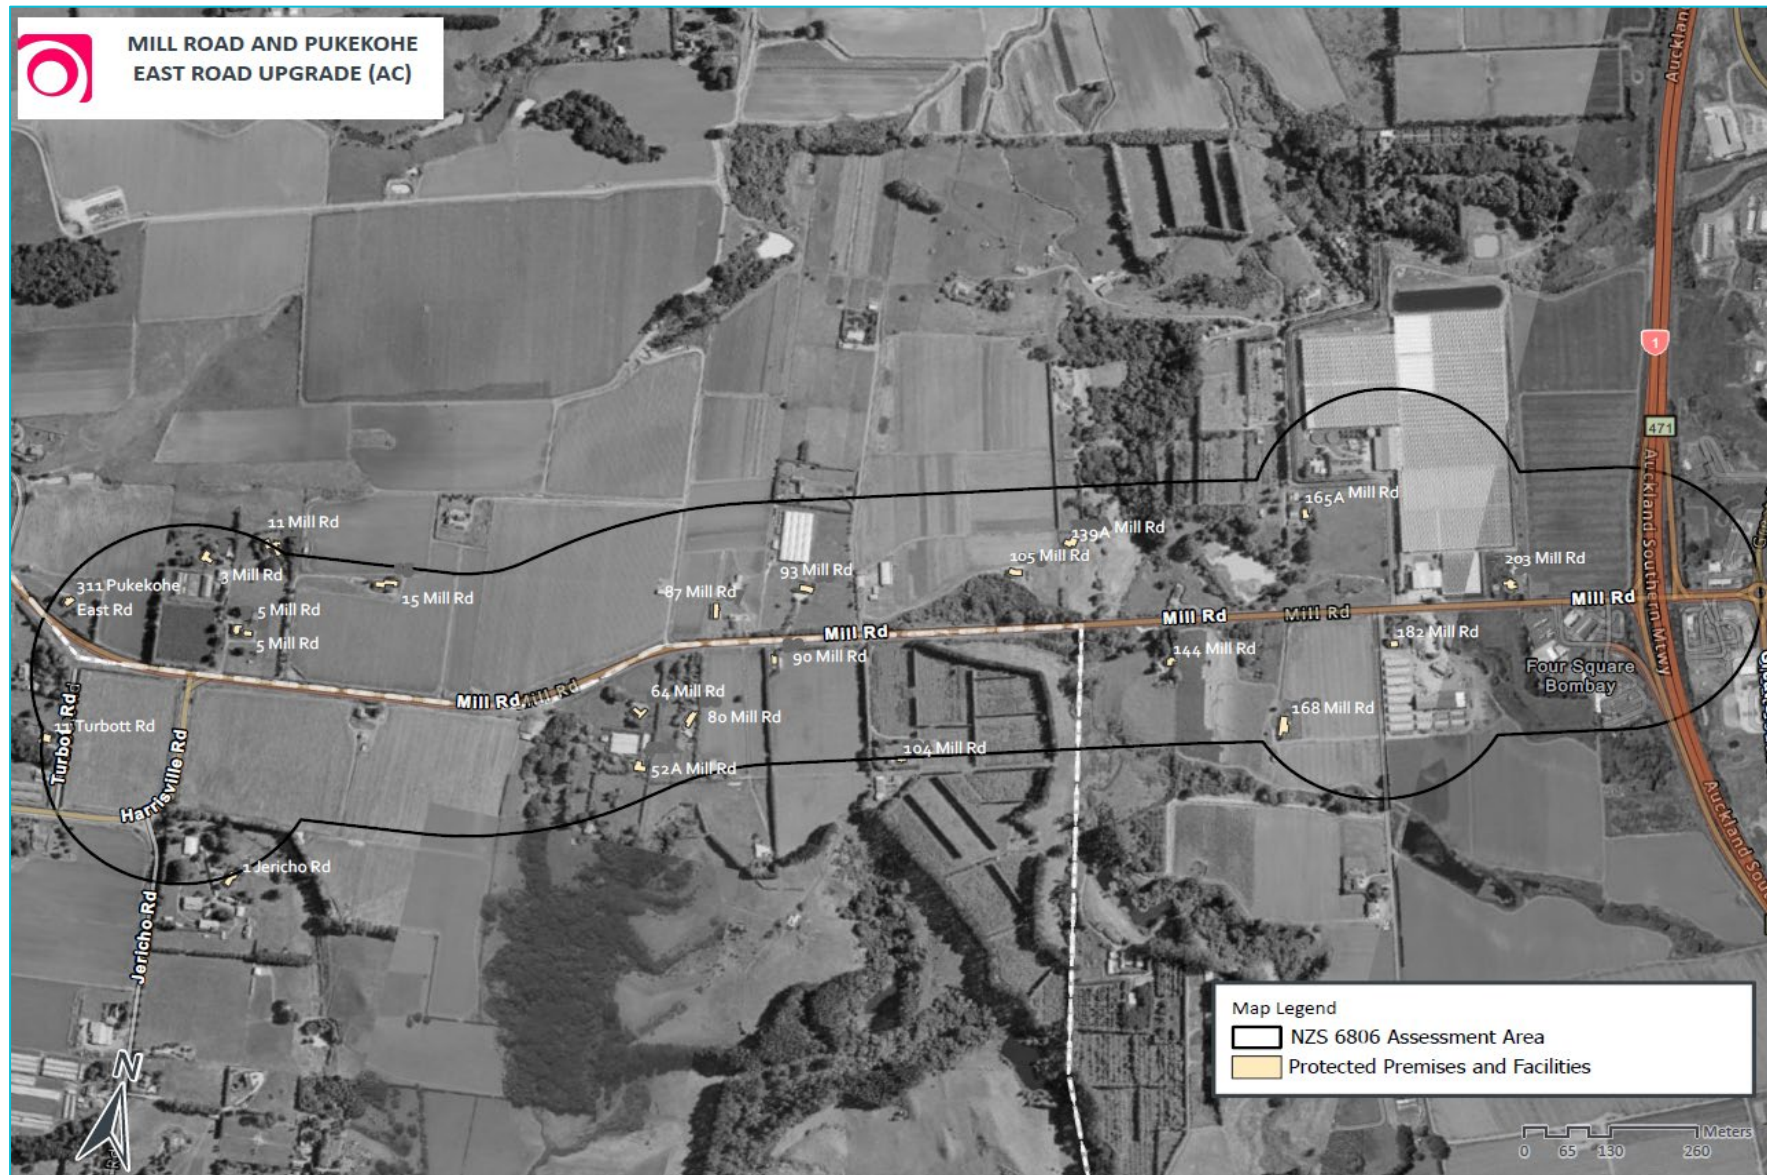 MILL ROAD AND PUKEKOHE
EAST ROAD UPGRADE (AC)
Auckland
1
471
Auckland Southern Mtwy
165A Mill Rd
11 Mill Rd
139A Mill Rd
105 Mill Rd
3 Mill Rd
93 Mill Rd
203 Mill Rd
311 Pukekohe
East Rd
15 Mill Rd
87 Mill Rd
Mill Rd
5 Mill Rd
5 Mill Rd
Mill Rd
Mill Rd
Mill Rd
182 Mill Rd
90 Mill Rd
144 Mill Rd
Four Square
Bombay
64 Mill Rd
Mill Rd
Mill Rd
80 Mill Rd
168 Mill Rd
11 Turbott Rd
Turbott Rd
104 Mill Rd
52A Mill Rd
Harrisville Rd
Auckland Sou
1 Jericho Rd
Jericho Rd
Map Legend
NZS 6806 Assessment Area
Protected Premises and Facilities
N
Meters
0 65 130 260